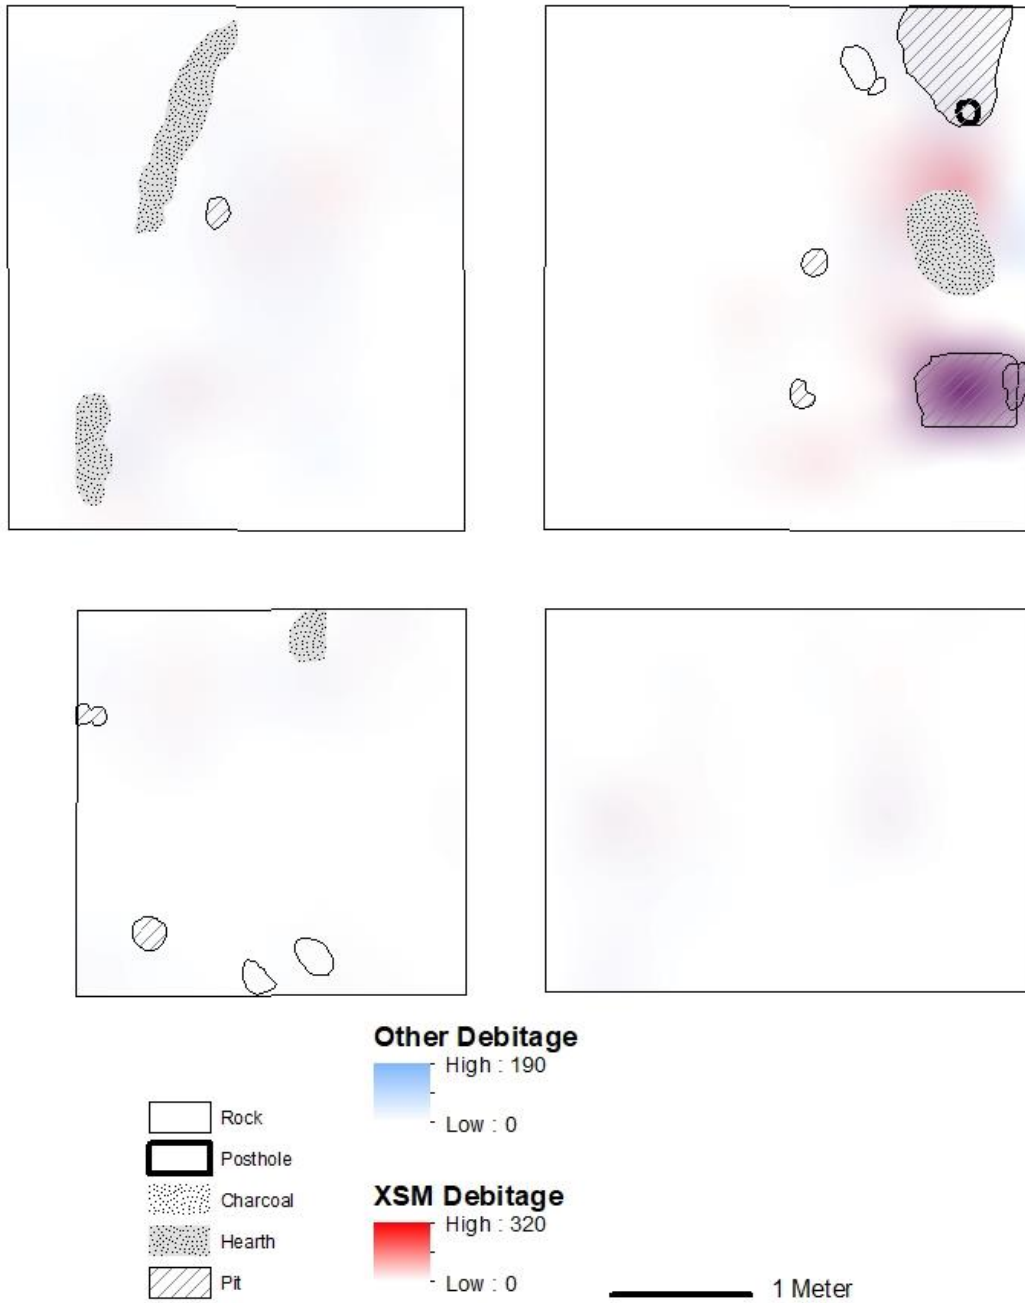 Other Debitage
High : 190
Low : 0
Rock
Posthole
Charcoal
Hearth
Pit
XSM Debitage
High : 320
Low : 0
1 Meter